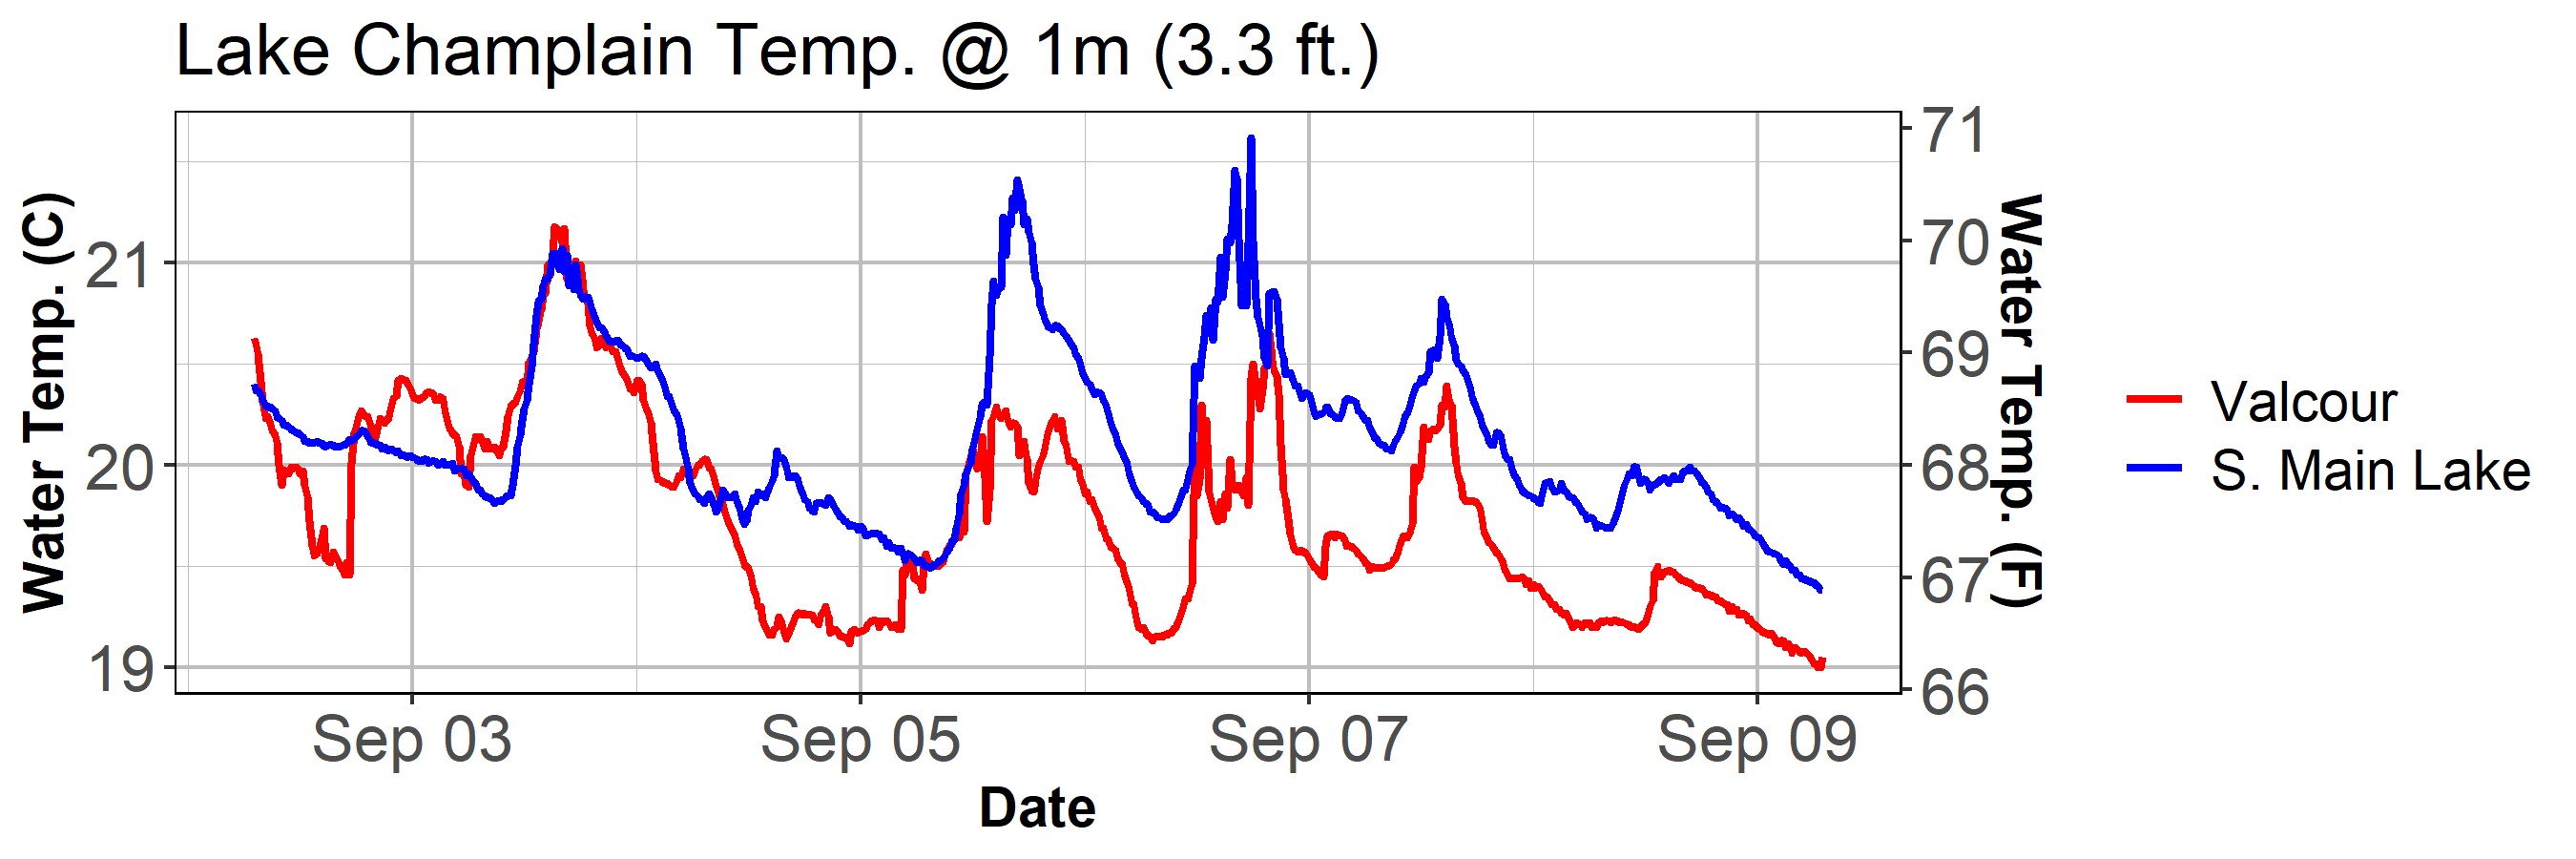 Lake Champlain Temp. @ 1m (3.3 ft.)
Water Temp. (C)
21
20
19
71
70
69
68
67
66
Water Temp. (F)
Sep 03 Sep 05 Sep 07 Sep 09
Date
Valcour
S. Main Lake